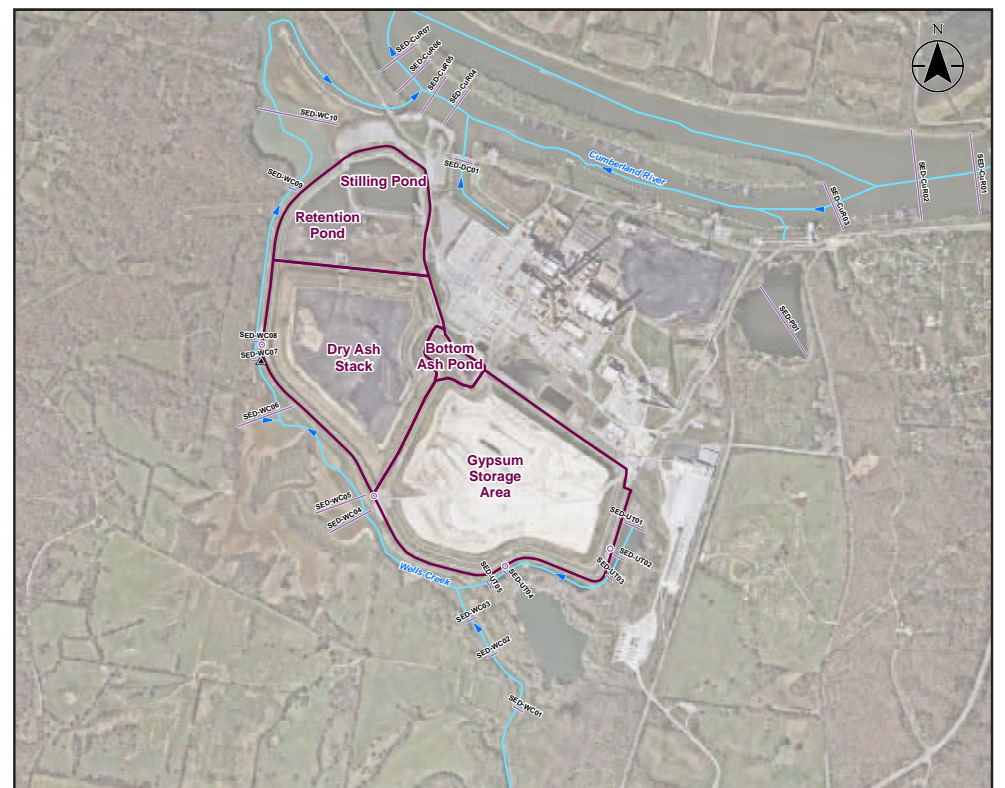 N
SED-CuR07
SED-CuR06
SED-CuR05
SED-CuR04
SED-WC10
SED-DC01
Cumberland River
SED-CuR03
SED-CuR02
SED-CuR01
SED-WC09
Stilling Pond
Retention
Pond
SED-P01
SED-WC08
SED-WC07
Dry Ash
Stack
Bottom
Ash Pond
SED-WC06
Gypsum
Storage
Area
SED-WC05
SED-WC04
SED-UT01
SED-UT02
SED-UT03
Wells Creek
SED-UT05
SED-UT04
SED-WC03
SED-WC02
SED-WC01